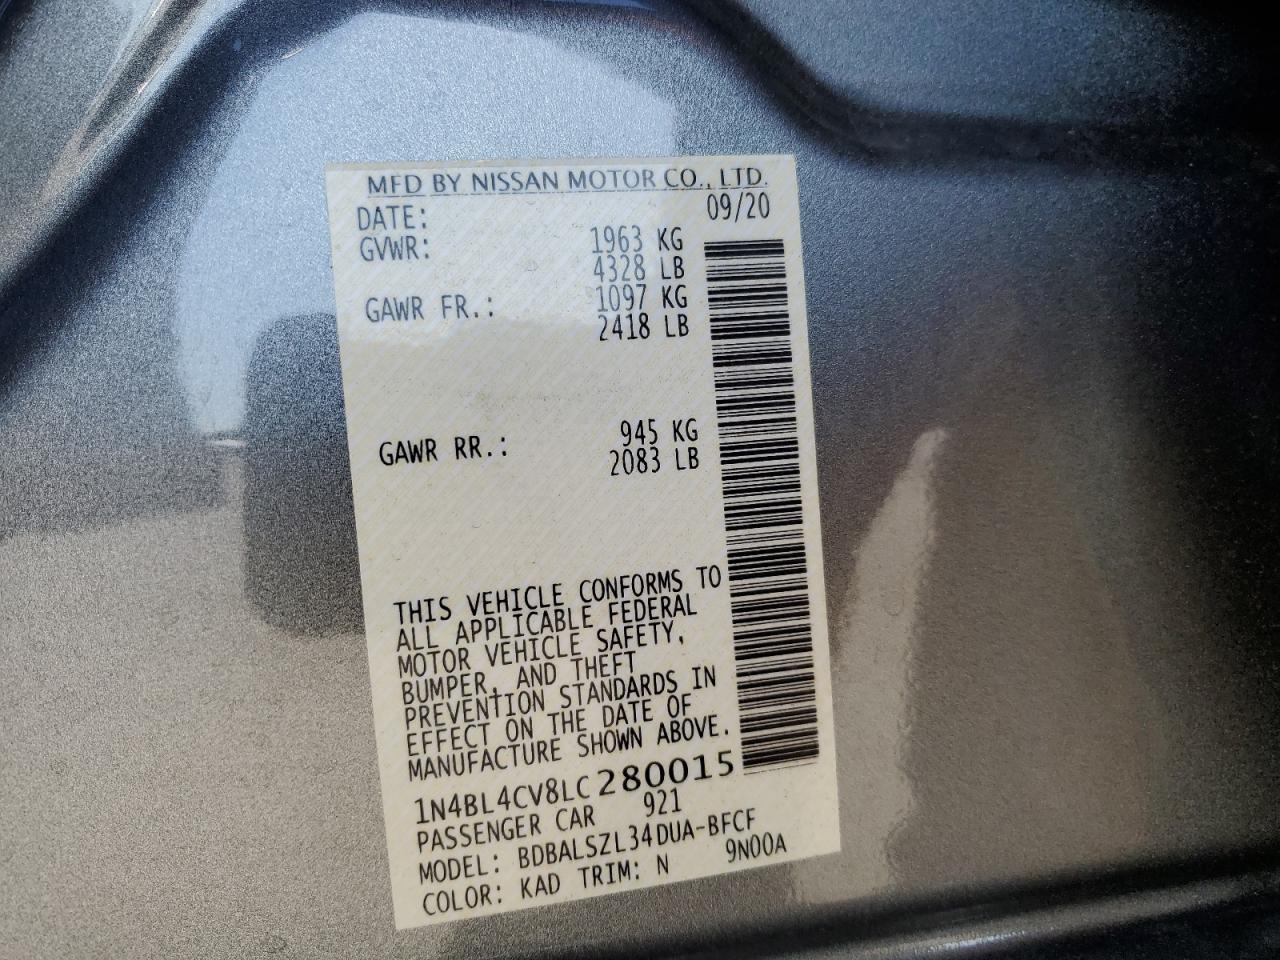 MFD BY NISSAN MOTOR CO., LTD.
DATE: 09/20
GVWR: 1963 KG
4328 LB
GAWR FR.: 1097 KG
2418 LB
GAWR RR.: 945 KG
2083 LB
THIS VEHICLE CONFORMS TO
ALL APPLICABLE FEDERAL
MOTOR VEHICLE SAFETY,
BUMPER, AND THEFT
PREVENTION STANDARDS IN
EFFECT ON THE DATE OF
MANUFACTURE SHOWN ABOVE.
1N4BL4CV8LC280015
PASSENGER CAR 921
MODEL: BDBALSZL34DUA-BFCF
COLOR: KAD TRIM: N 9N00A